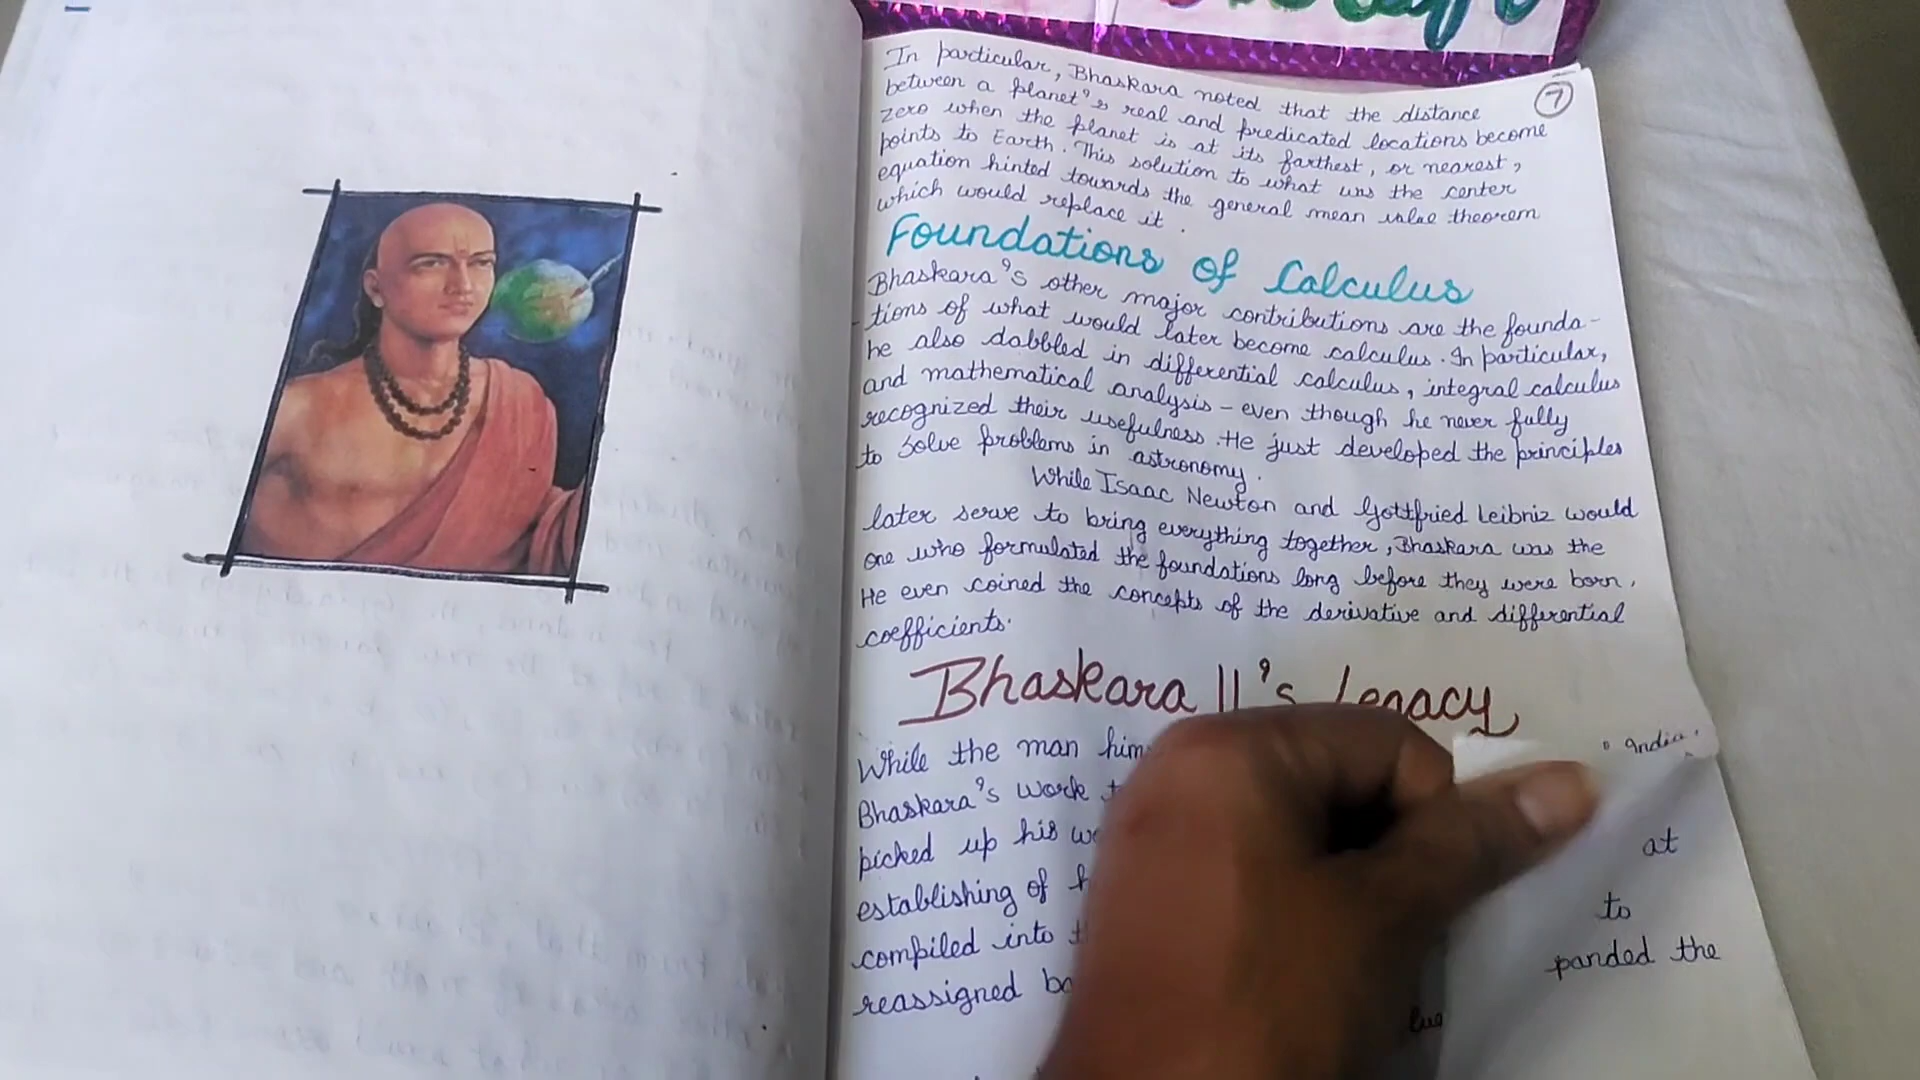 7
In particular, Bhaskara noted that the distance
between a planet's real and predicated locations become
zero when the planet is at its farthest, or nearest,
points to Earth. This solution to what was the center
equation hinted towards the general mean value theorem
which would replace it.
Foundations of Calculus
Bhaskara's other major contributions are the founda-
-tions of what would later become calculus. In particular,
he also dabbled in differential calculus, integral calculus
and mathematical analysis - even though he never fully
recognized their usefulness. He just developed the principles
to solve problems in astronomy.
While Isaac Newton and Gottfried Leibniz would
later serve to bring everything together, Bhaskara was the
one who formulated the foundations long before they were born.
He even coined the concepts of the derivative and differential
coefficients.
Bhaskara II's Legacy
While the man
India.
Bhaskara's work
picked up his
at
establishing of
to
compiled into
panded the
reassigned